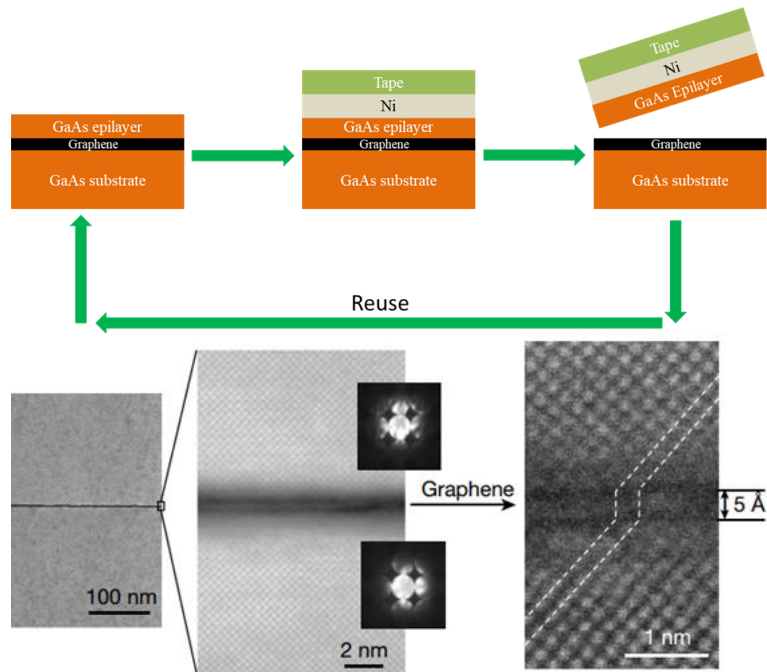 GaAs epilayer
Graphene
GaAs substrate
Tape
Ni
GaAs epilayer
Graphene
GaAs substrate
Tape
Ni
GaAs Epilayer
Graphene
GaAs substrate
Reuse
100 nm
2 nm
Graphene
5 Å
1 nm